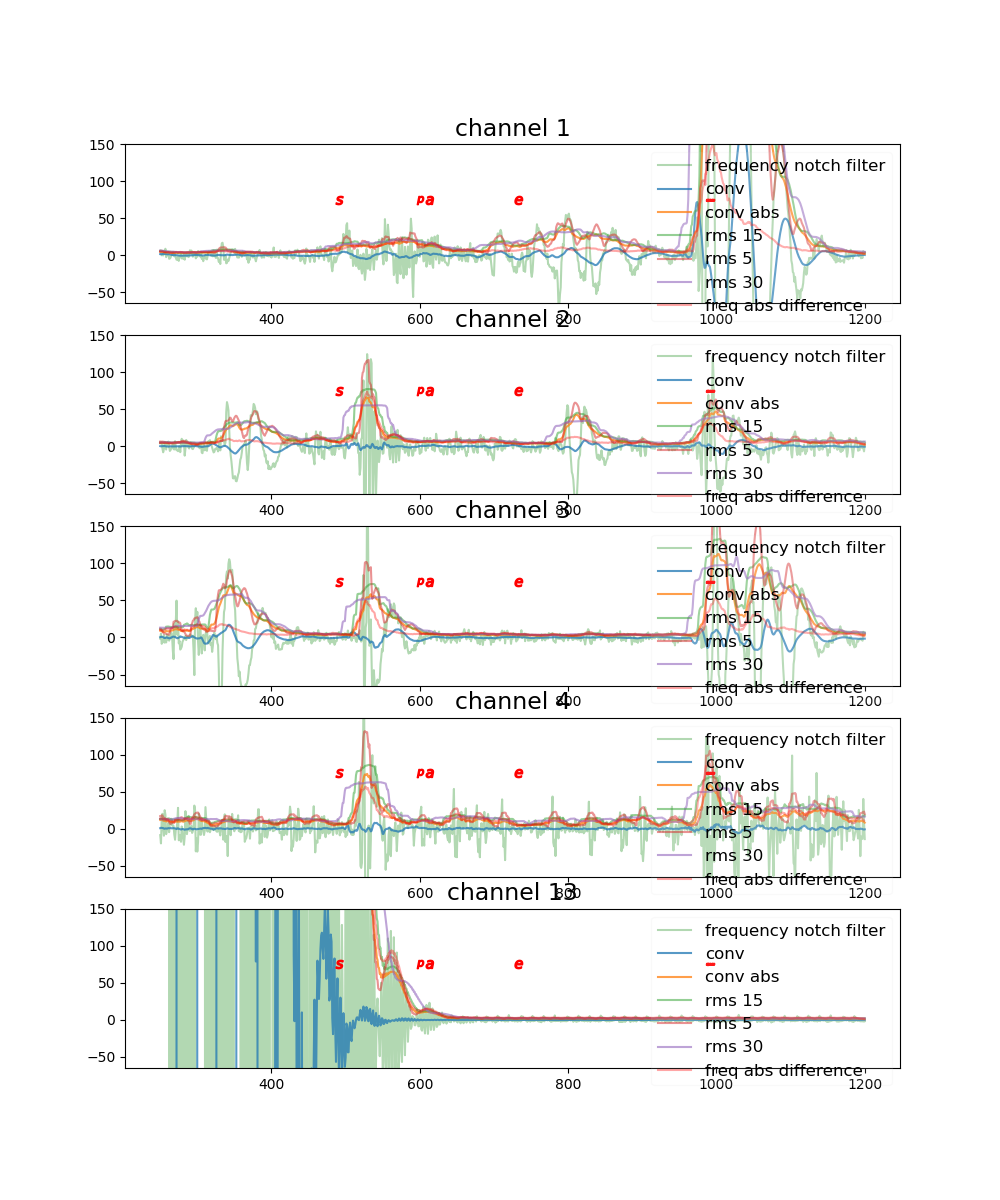 channel 1
150
100
50
0
−50
s
p
a
e
-
frequency notch filter
conv
conv abs
rms 15
rms 5
rms 30
freq abs difference
400 600 800 1000 1200
channel 2
150
100
50
0
−50
s
p
a
e
-
frequency notch filter
conv
conv abs
rms 15
rms 5
rms 30
freq abs difference
400 600 800 1000 1200
channel 3
150
100
50
0
−50
s
p
a
e
-
frequency notch filter
conv
conv abs
rms 15
rms 5
rms 30
freq abs difference
400 600 800 1000 1200
channel 4
150
100
50
0
−50
s
p
a
e
-
frequency notch filter
conv
conv abs
rms 15
rms 5
rms 30
freq abs difference
400 600 800 1000 1200
channel 13
150
100
50
0
−50
s
p
a
e
-
frequency notch filter
conv
conv abs
rms 15
rms 5
rms 30
freq abs difference
400 600 800 1000 1200